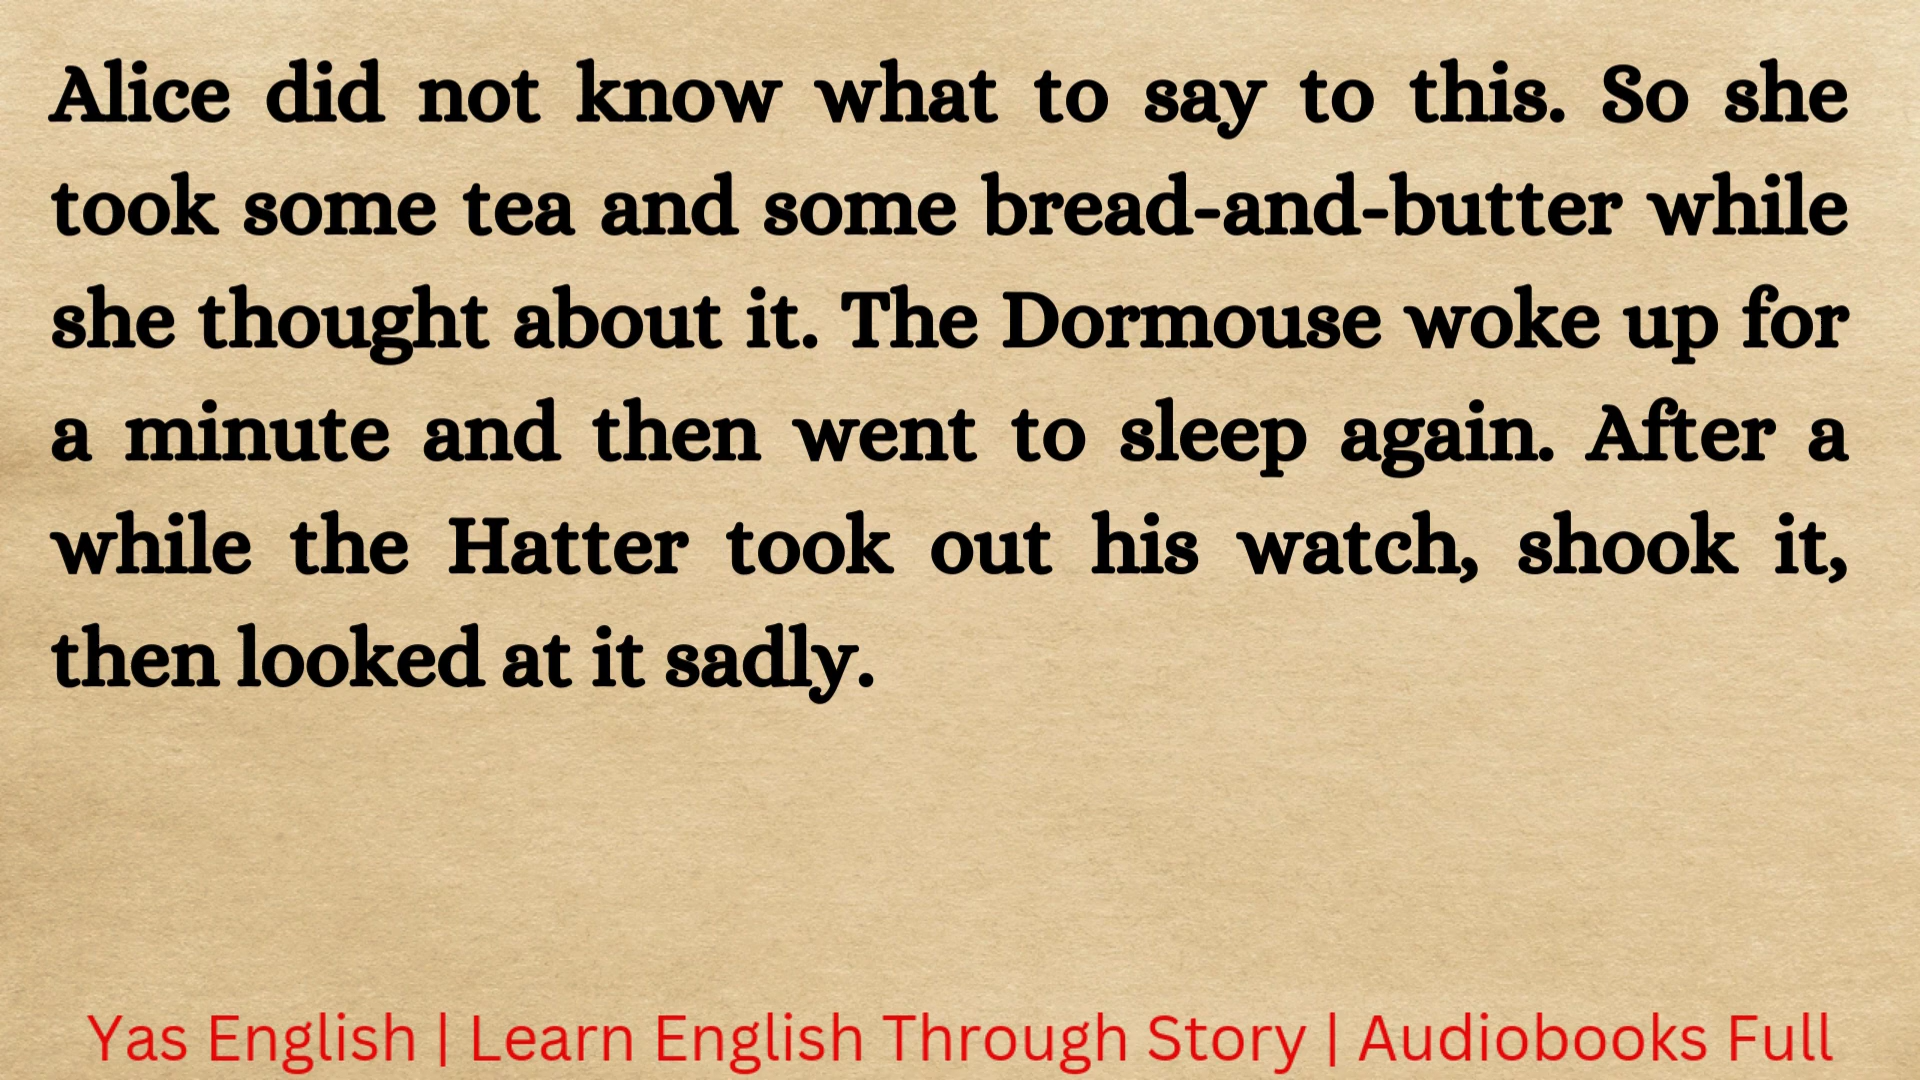 Alice did not know what to say to this. So she
took some tea and some bread-and-butter while
she thought about it. The Dormouse woke up for
a minute and then went to sleep again. After a
while the Hatter took out his watch, shook it,
then looked at it sadly.
Yas English | Learn English Through Story | Audiobooks Full